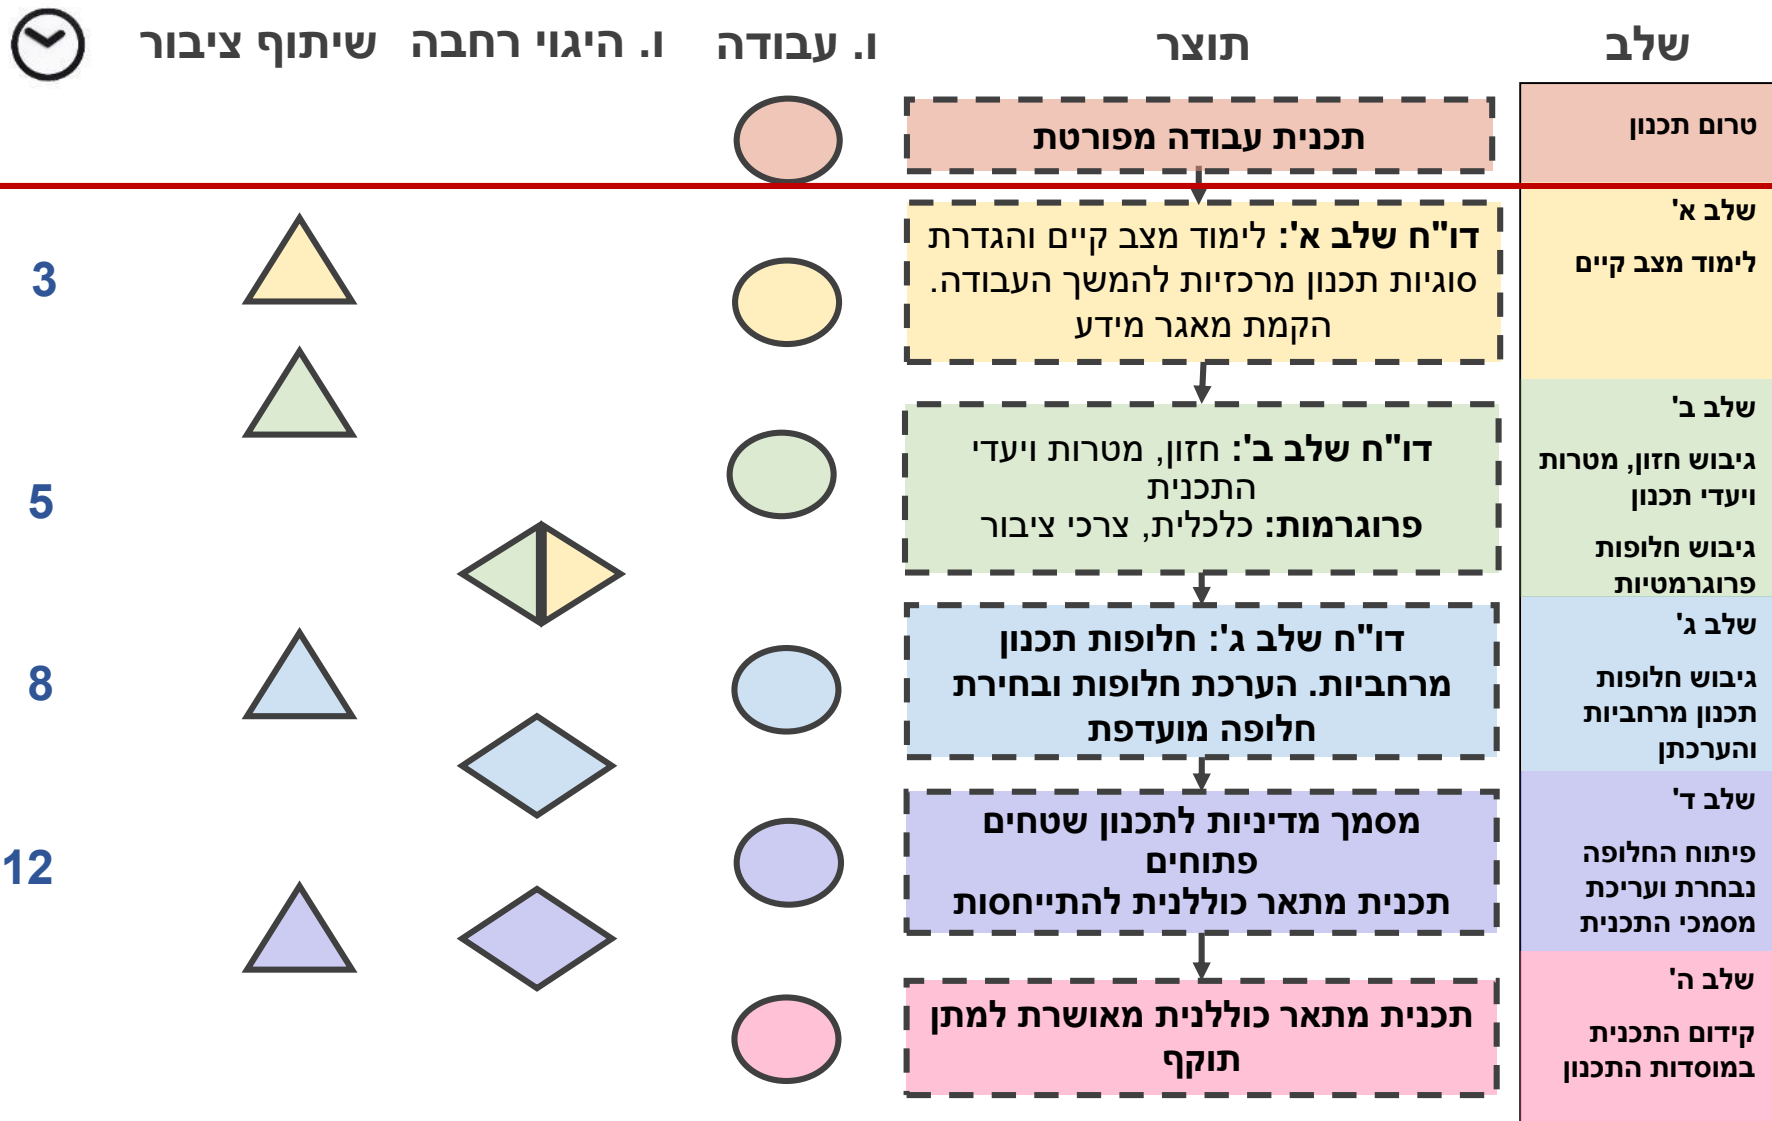 שלב
תוצר
ו. עבודה
ו. היגוי רחבה
שיתוף ציבור
טרום תכנון
תכנית עבודה מפורטת
שלב א'
לימוד מצב קיים
דו"ח שלב א': לימוד מצב קיים והגדרת
סוגיות תכנון מרכזיות להמשך העבודה.
הקמת מאגר מידע
3
שלב ב'
גיבוש חזון, מטרות
ויעדי תכנון
גיבוש חלופות
פרוגרמטיות
דו"ח שלב ב': חזון, מטרות ויעדי
התכנית
פרוגרמות: כלכלית, צרכי ציבור
5
שלב ג'
גיבוש חלופות
תכנון מרחביות
והערכתן
דו"ח שלב ג': חלופות תכנון
מרחביות. הערכת חלופות ובחירת
חלופה מועדפת
8
שלב ד'
פיתוח החלופה
נבחרת ועריכת
מסמכי התכנית
מסמך מדיניות לתכנון שטחים
פתוחים
תכנית מתאר כוללנית להתייחסות
12
שלב ה'
קידום התכנית
במוסדות התכנון
תכנית מתאר כוללנית מאושרת למתן
תוקף